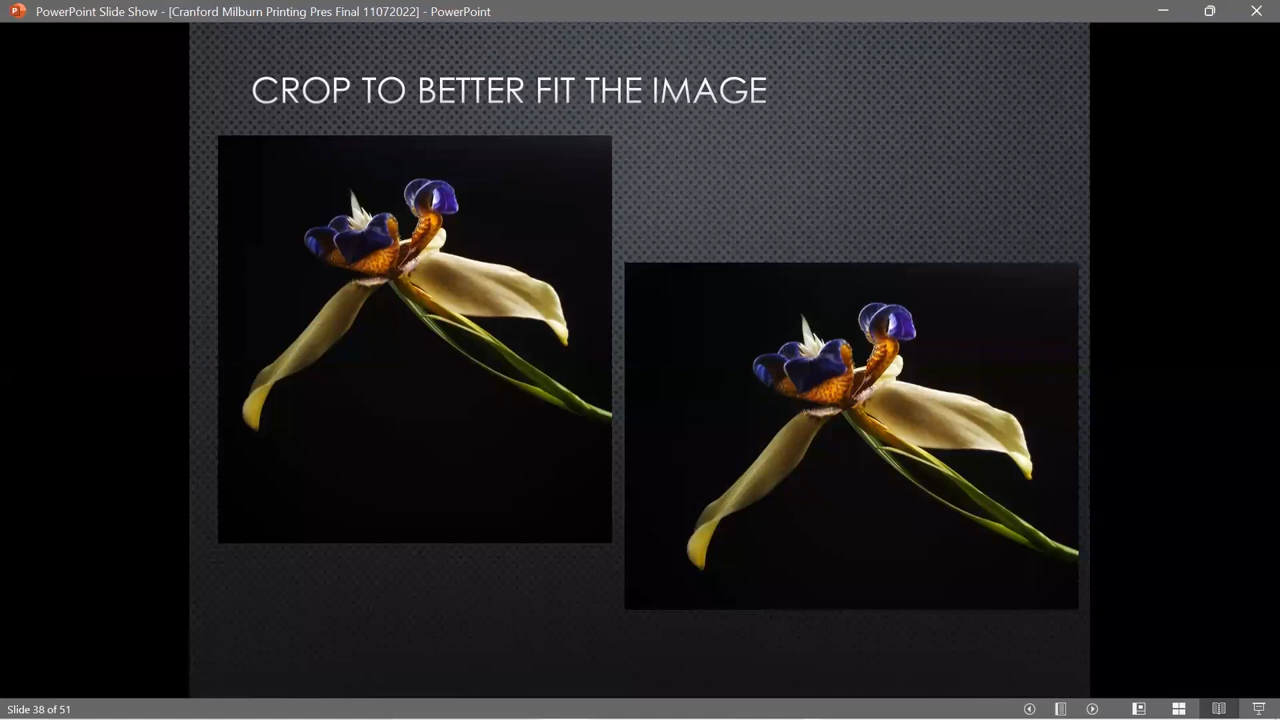 PowerPoint Slide Show - [Cranford Milburn Printing Pres Final 11072022] - PowerPoint
CROP TO BETTER FIT THE IMAGE
Slide 38 of 51